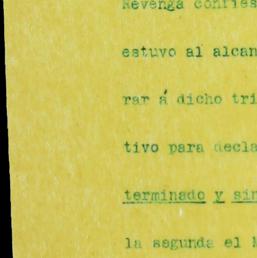 Revenga confies
estuvo al alcan
rar á dicho tri
tivo para decla
terminado y sin
la segunda el M